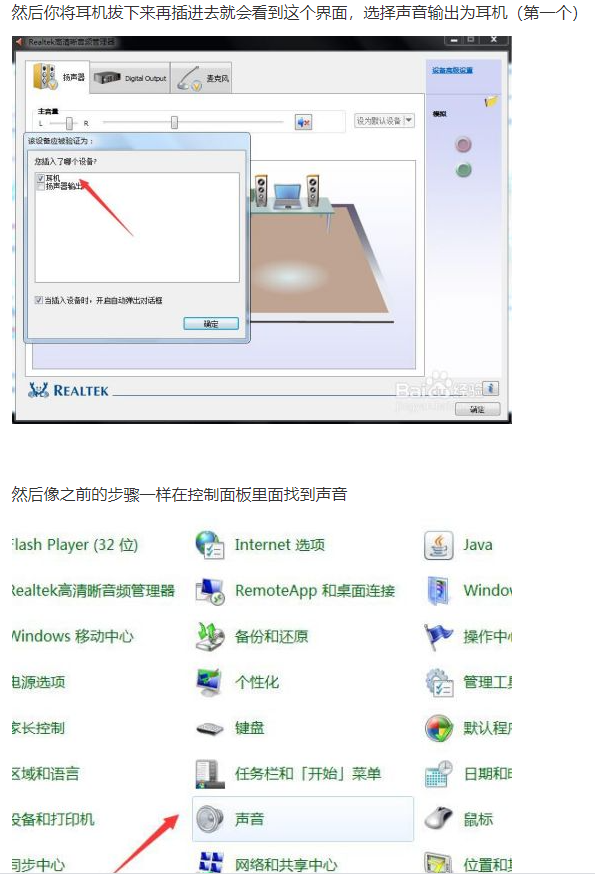 然后你将耳机拔下来再插进去就会看到这个界面，选择声音输出为耳机（第一个）
Realtek高清晰音频管理器
扬声器
Digital Output
麦克风
设备高级设置
主音量
L
R
设为默认设备
模拟
该设备应被验证为：
您插入了哪个设备?
耳机
扬声器输出
当插入设备时，开启自动弹出对话框
确定
REALTEK
Baidu经验
确定
然后像之前的步骤一样在控制面板里面找到声音
Flash Player (32 位)
Internet 选项
Java
Realtek高清晰音频管理器
RemoteApp 和桌面连接
Window
Windows 移动中心
备份和还原
操作中心
电源选项
个性化
管理工具
家长控制
键盘
默认程序
区域和语言
任务栏和「开始」菜单
日期和时
设备和打印机
声音
鼠标
同步中心
网络和共享中心
位置和其